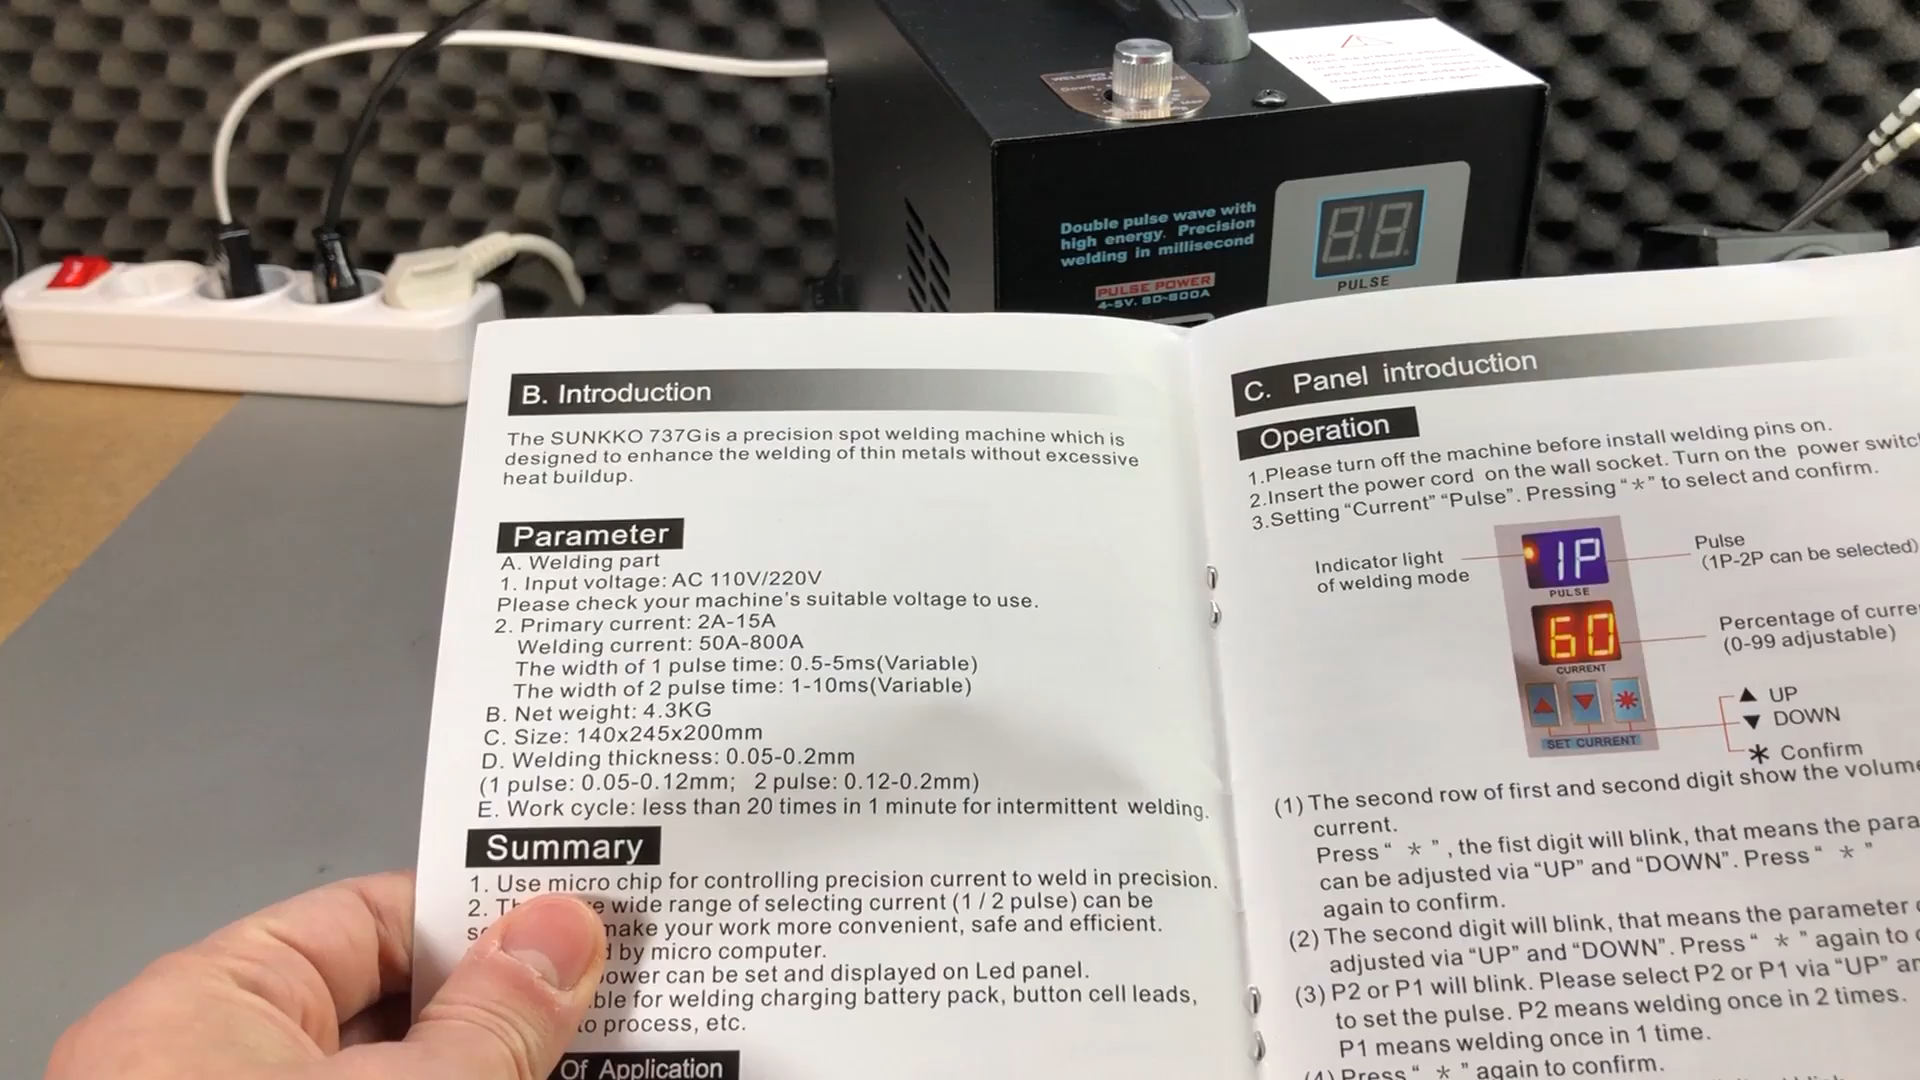 WELDING
Down
Double pulse wave with
high energy. Precision
welding in millisecond
PULSE POWER
4~5V. 80~800A
PULSE
B. Introduction
The SUNKKO 737G is a precision spot welding machine which is
designed to enhance the welding of thin metals without excessive
heat buildup.
Parameter
A. Welding part
1. Input voltage: AC 110V/220V
Please check your machine's suitable voltage to use.
2. Primary current: 2A-15A
Welding current: 50A-800A
The width of 1 pulse time: 0.5-5ms(Variable)
The width of 2 pulse time: 1-10ms(Variable)
B. Net weight: 4.3KG
C. Size: 140x245x200mm
D. Welding thickness: 0.05-0.2mm
(1 pulse: 0.05-0.12mm; 2 pulse: 0.12-0.2mm)
E. Work cycle: less than 20 times in 1 minute for intermittent welding.
Summary
1. Use micro chip for controlling precision current to weld in precision.
2. wide range of selecting current (1 / 2 pulse) can be
make your work more convenient, safe and efficient.
by micro computer.
can be set and displayed on Led panel.
for welding charging battery pack, button cell leads,
to process, etc.
Of Application
C. Panel introduction
Operation
1.Please turn off the machine before install welding pins on.
2.Insert the power cord on the wall socket. Turn on the power
3.Setting "Current" "Pulse". Pressing "*" to select and confirm.
Indicator light
of welding mode
1P
PULSE
60
CURRENT
SET CURRENT
Pulse
(1P-2P can be selected)
Percentage of
(0-99 adjustable)
▲ UP
▼ DOWN
* Confirm
(1) The second row of first and second digit show the
current.
Press " * ", the fist digit will blink, that means the
can be adjusted via "UP" and "DOWN". Press " * "
again to confirm.
(2) The second digit will blink, that means the parameter
adjusted via "UP" and "DOWN". Press " * " again to
(3) P2 or P1 will blink. Please select P2 or P1 via "UP"
to set the pulse. P2 means welding once in 2 times.
P1 means welding once in 1 time.
(4) Press " * " again to confirm.